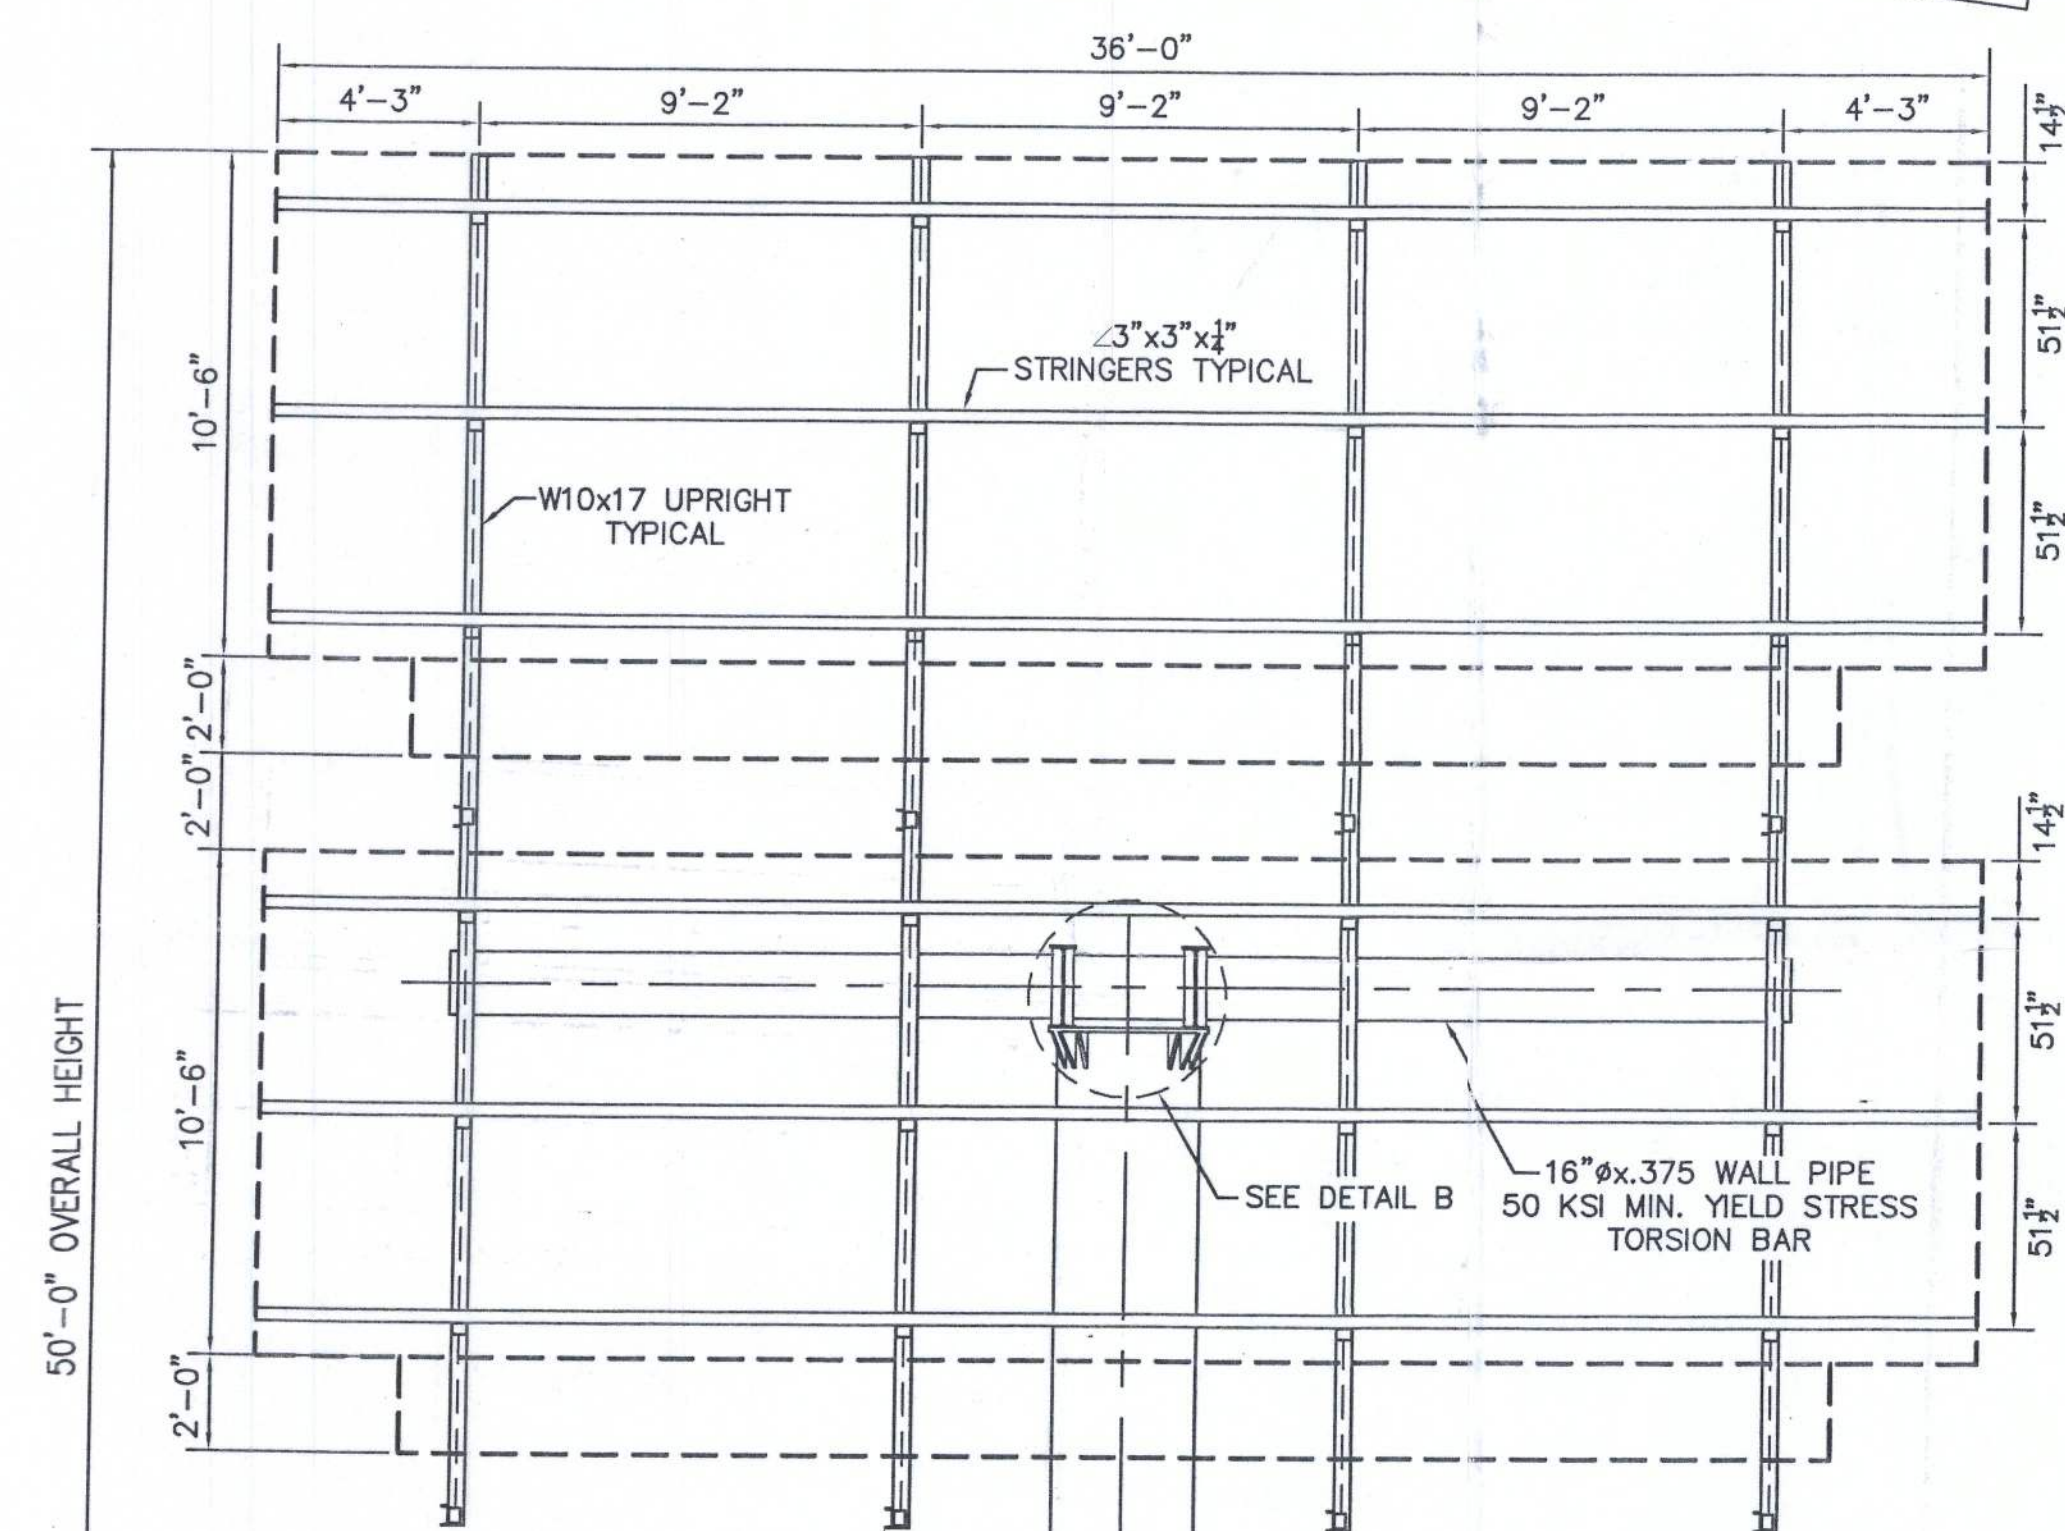 36'-0"
4'-3"
9'-2"
9'-2"
9'-2"
4'-3"
14½"
51½"
∠3"x3"x¼"
STRINGERS TYPICAL
10'-6"
W10x17 UPRIGHT
TYPICAL
51½"
2'-0"
2'-0"
14½"
51½"
50'-0" OVERALL HEIGHT
10'-6"
SEE DETAIL B
16"øx.375 WALL PIPE
50 KSI MIN. YIELD STRESS
TORSION BAR
51½"
2'-0"